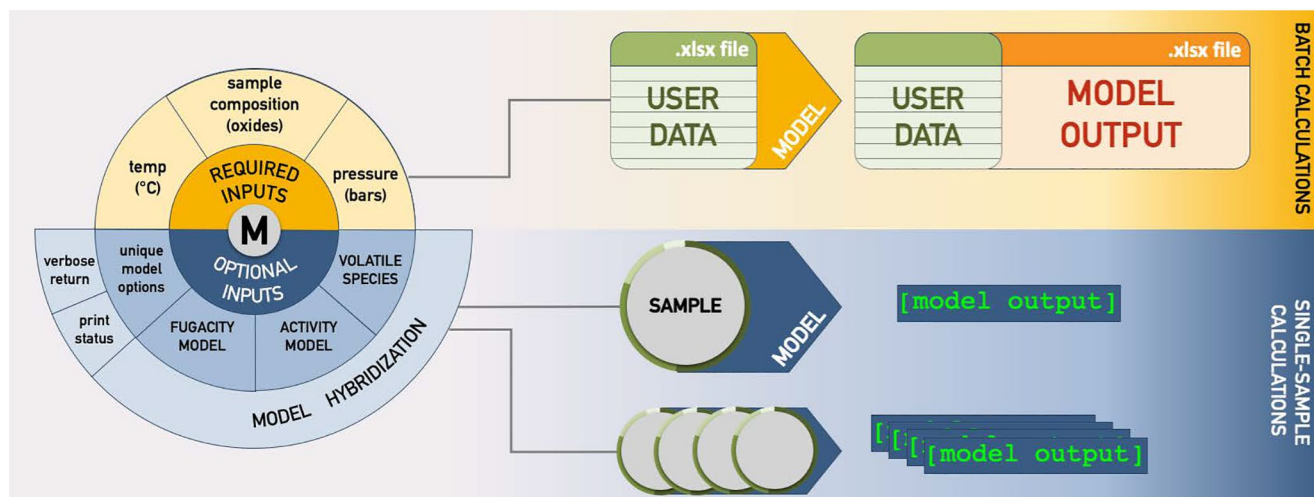 sample
composition
(oxides)
temp
(°C)
pressure
(bars)
REQUIRED
INPUTS
M
OPTIONAL
INPUTS
verbose
return
unique
model
options
VOLATILE
SPECIES
print
status
FUGACITY
MODEL
ACTIVITY
MODEL
MODEL HYBRIDIZATION
.xlsx file
USER
DATA
MODEL
USER
DATA
.xlsx file
MODEL
OUTPUT
BATCH CALCULATIONS
SAMPLE
MODEL
[model output]
[
[
[
[model output]
SINGLE-SAMPLE
CALCULATIONS